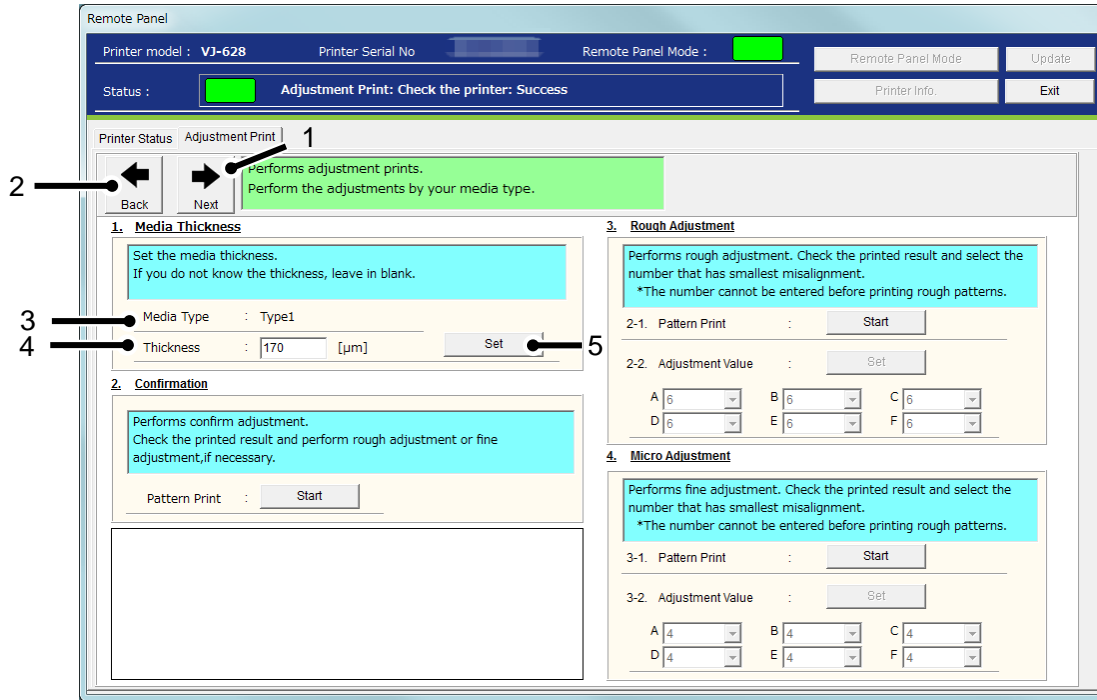 Remote Panel
Printer model : VJ-628 Printer Serial No Remote Panel Mode :
Remote Panel Mode Update
Status : Adjustment Print: Check the printer: Success
Printer Info. Exit
Printer Status Adjustment Print
1
2
Back Next
Performs adjustment prints.
Perform the adjustments by your media type.
1. Media Thickness
Set the media thickness.
If you do not know the thickness, leave in blank.
3 Media Type : Type1
4 Thickness : 170 [μm] Set 5
2. Confirmation
Performs confirm adjustment.
Check the printed result and perform rough adjustment or fine
adjustment,if necessary.
Pattern Print : Start
3. Rough Adjustment
Performs rough adjustment. Check the printed result and select the
number that has smallest misalignment.
*The number cannot be entered before printing rough patterns.
2-1. Pattern Print : Start
2-2. Adjustment Value : Set
A 6 B 6 C 6
D 6 E 6 F 6
4. Micro Adjustment
Performs fine adjustment. Check the printed result and select the
number that has smallest misalignment.
*The number cannot be entered before printing rough patterns.
3-1. Pattern Print : Start
3-2. Adjustment Value : Set
A 4 B 4 C 4
D 4 E 4 F 4